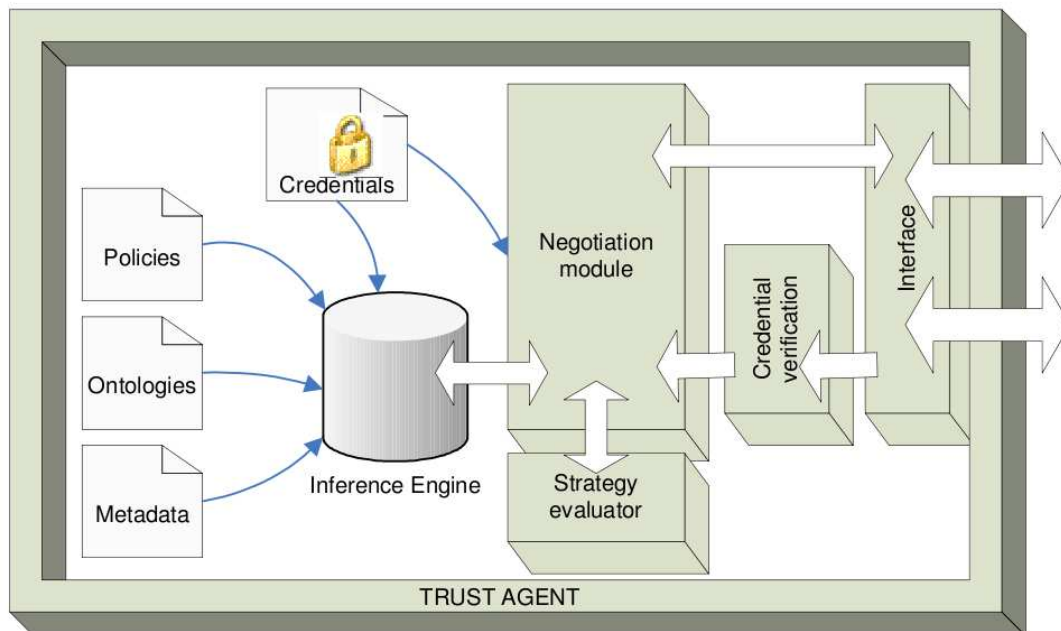 Credentials
Policies
Ontologies
Metadata
Inference Engine
Negotiation
module
Strategy
evaluator
Credential
verification
Interface
TRUST AGENT